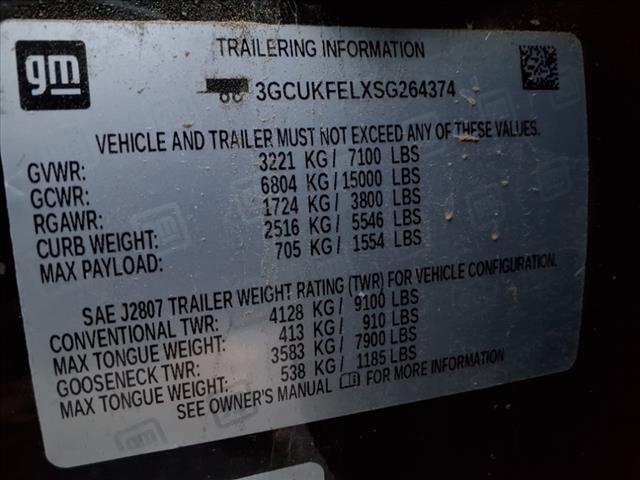 gm
TRAILERING INFORMATION
3GCUKFELXSG264374
VEHICLE AND TRAILER MUST NOT EXCEED ANY OF THESE VALUES.
GVWR: 3221 KG / 7100 LBS
GCWR: 6804 KG / 15000 LBS
RGAWR: 1724 KG / 3800 LBS
CURB WEIGHT: 2516 KG / 5546 LBS
MAX PAYLOAD: 705 KG / 1554 LBS
SAE J2807 TRAILER WEIGHT RATING (TWR) FOR VEHICLE CONFIGURATION.
CONVENTIONAL TWR: 4128 KG / 9100 LBS
MAX TONGUE WEIGHT: 413 KG / 910 LBS
GOOSENECK TWR: 3583 KG / 7900 LBS
MAX TONGUE WEIGHT: 538 KG / 1185 LBS
SEE OWNER'S MANUAL FOR MORE INFORMATION